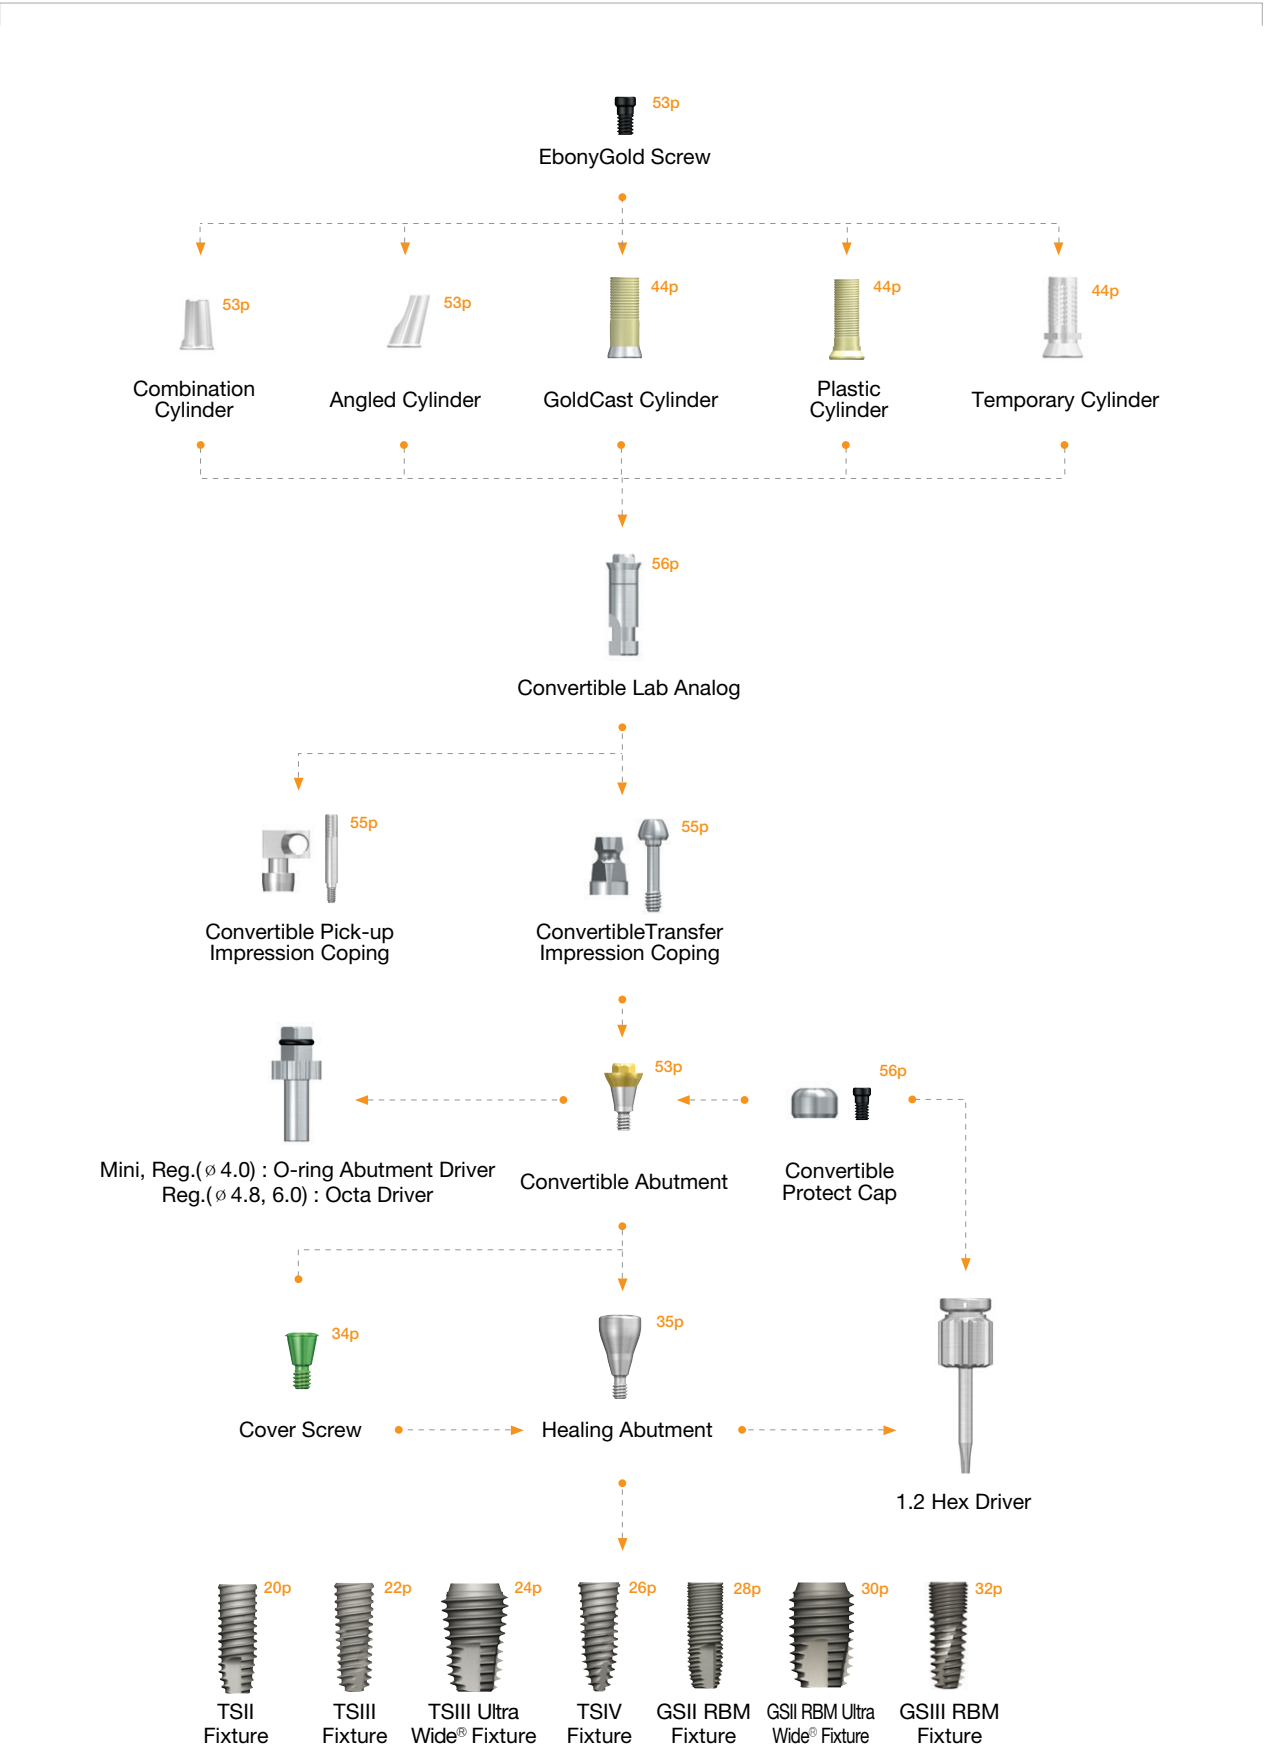 53p
EbonyGold Screw
53p
53p
44p
44p
44p
Combination
Cylinder
Angled Cylinder
GoldCast Cylinder
Plastic
Cylinder
Temporary Cylinder
56p
Convertible Lab Analog
55p
55p
Convertible Pick-up
Impression Coping
ConvertibleTransfer
Impression Coping
53p
56p
Mini, Reg.(ø 4.0) : O-ring Abutment Driver
Reg.(ø 4.8, 6.0) : Octa Driver
Convertible Abutment
Convertible
Protect Cap
34p
35p
Cover Screw
Healing Abutment
1.2 Hex Driver
20p
22p
24p
26p
28p
30p
32p
TSII
Fixture
TSIII
Fixture
TSIII Ultra
Wide® Fixture
TSIV
Fixture
GSII RBM
Fixture
GSII RBM Ultra
Wide® Fixture
GSIII RBM
Fixture